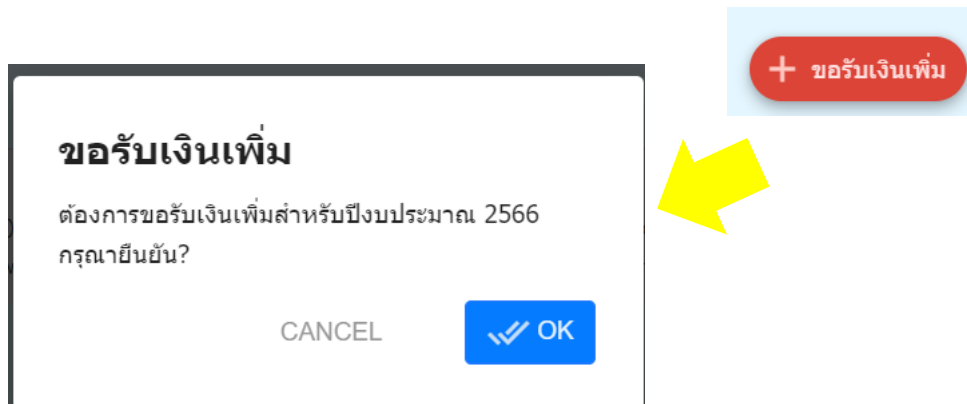 + ขอรับเงินเพิ่ม
ขอรับเงินเพิ่ม
ต้องการขอรับเงินเพิ่มสำหรับปีงบประมาณ 2566
กรุณายืนยัน?
CANCEL
OK